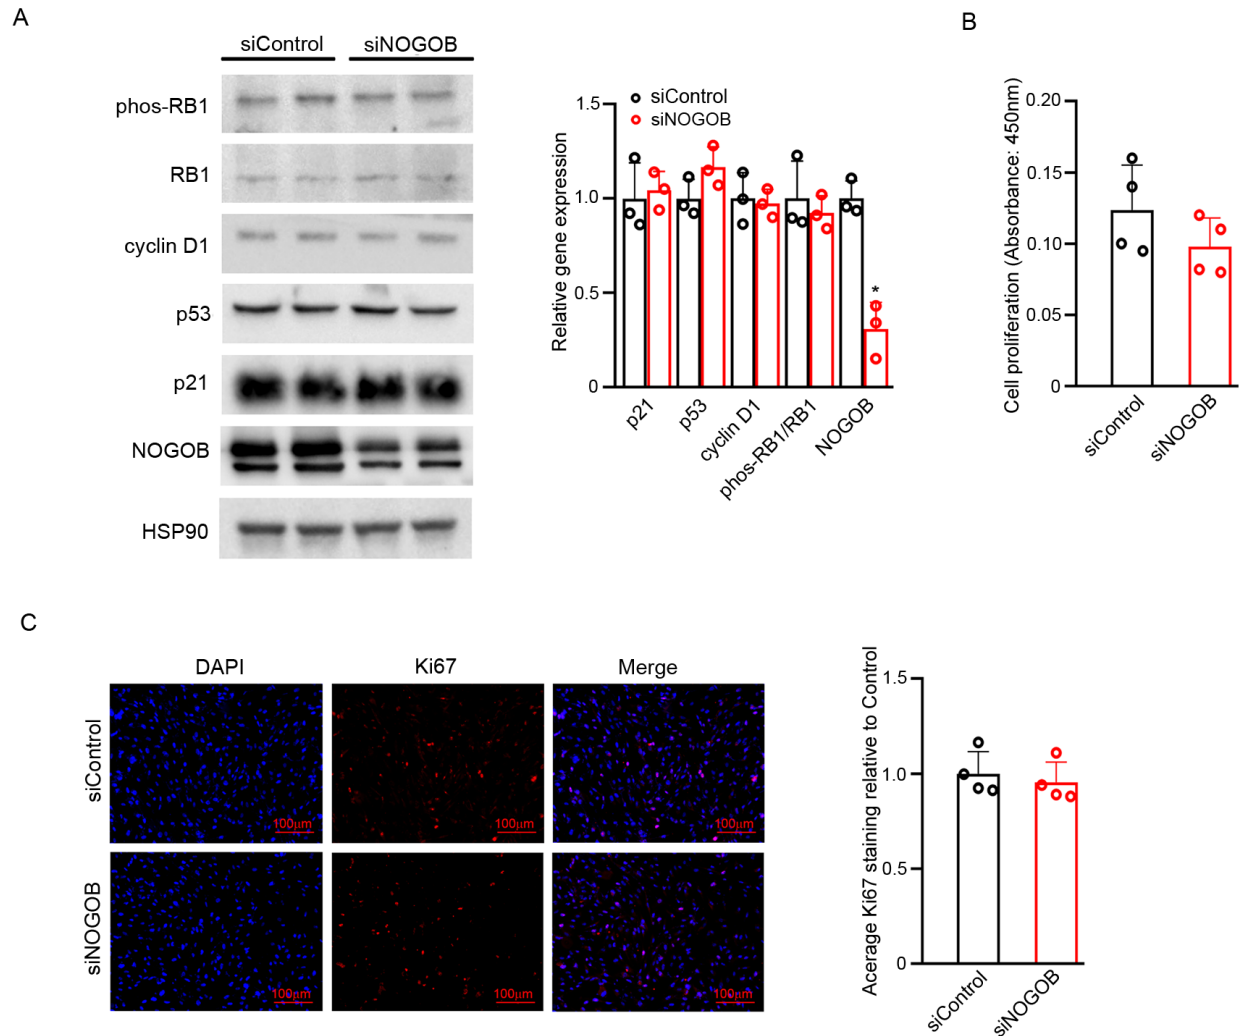 A
siControl
siNOGOB
phos-RB1
RB1
cyclin D1
p53
p21
NOGOB
HSP90
Relative gene expression
1.5
1.0
0.5
0
siControl
siNOGOB
*
p21
p53
cyclin D1
phos-RB1/RB1
NOGOB
B
Cell proliferation (Absorbance: 450nm)
0.20
0.15
0.10
0.05
0
siControl
siNOGOB
C
DAPI
Ki67
Merge
siControl
100µm
100µm
100µm
siNOGOB
100µm
100µm
100µm
Acerage Ki67 staining relative to Control
1.5
1.0
0.5
0
siControl
siNOGOB